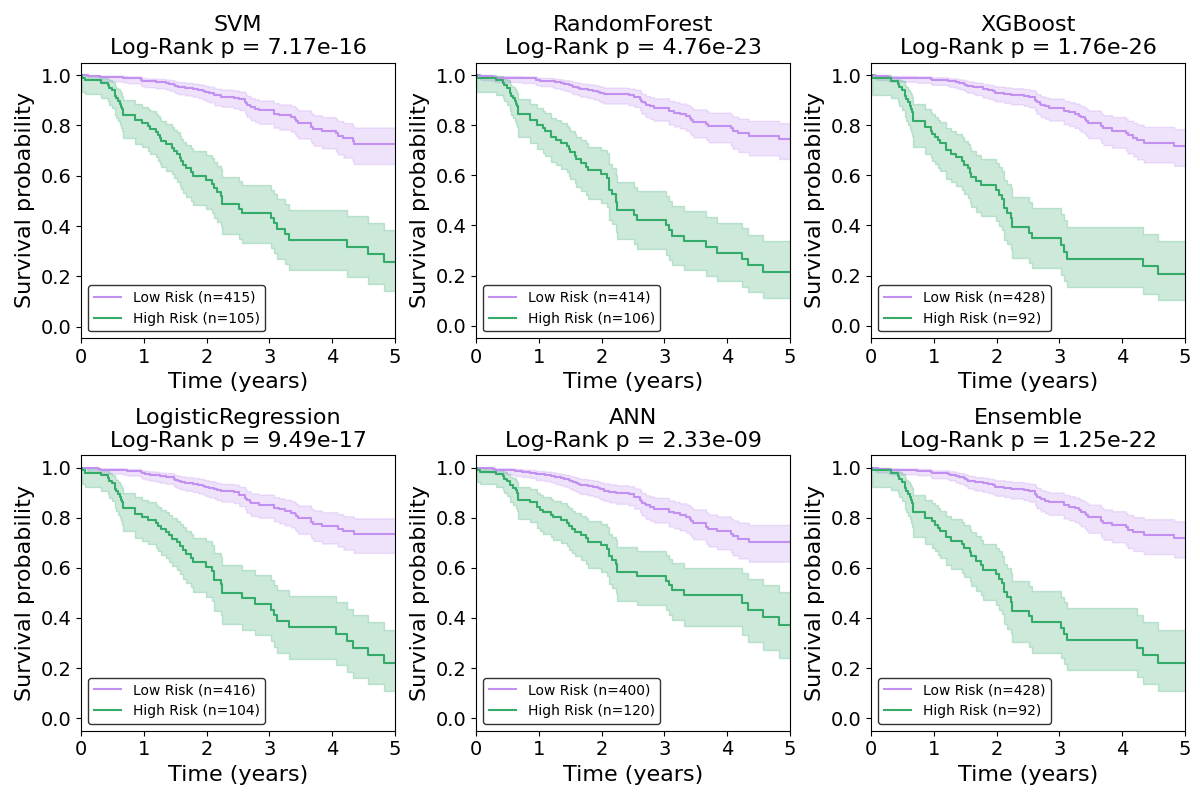 SVM
Log-Rank p = 7.17e-16
Survival probability
1.0
0.8
0.6
0.4
0.2
0.0
Low Risk (n=415)
High Risk (n=105)
0 1 2 3 4 5
Time (years)
RandomForest
Log-Rank p = 4.76e-23
Survival probability
1.0
0.8
0.6
0.4
0.2
0.0
Low Risk (n=414)
High Risk (n=106)
0 1 2 3 4 5
Time (years)
XGBoost
Log-Rank p = 1.76e-26
Survival probability
1.0
0.8
0.6
0.4
0.2
0.0
Low Risk (n=428)
High Risk (n=92)
0 1 2 3 4 5
Time (years)
LogisticRegression
Log-Rank p = 9.49e-17
Survival probability
1.0
0.8
0.6
0.4
0.2
0.0
Low Risk (n=416)
High Risk (n=104)
0 1 2 3 4 5
Time (years)
ANN
Log-Rank p = 2.33e-09
Survival probability
1.0
0.8
0.6
0.4
0.2
0.0
Low Risk (n=400)
High Risk (n=120)
0 1 2 3 4 5
Time (years)
Ensemble
Log-Rank p = 1.25e-22
Survival probability
1.0
0.8
0.6
0.4
0.2
0.0
Low Risk (n=428)
High Risk (n=92)
0 1 2 3 4 5
Time (years)